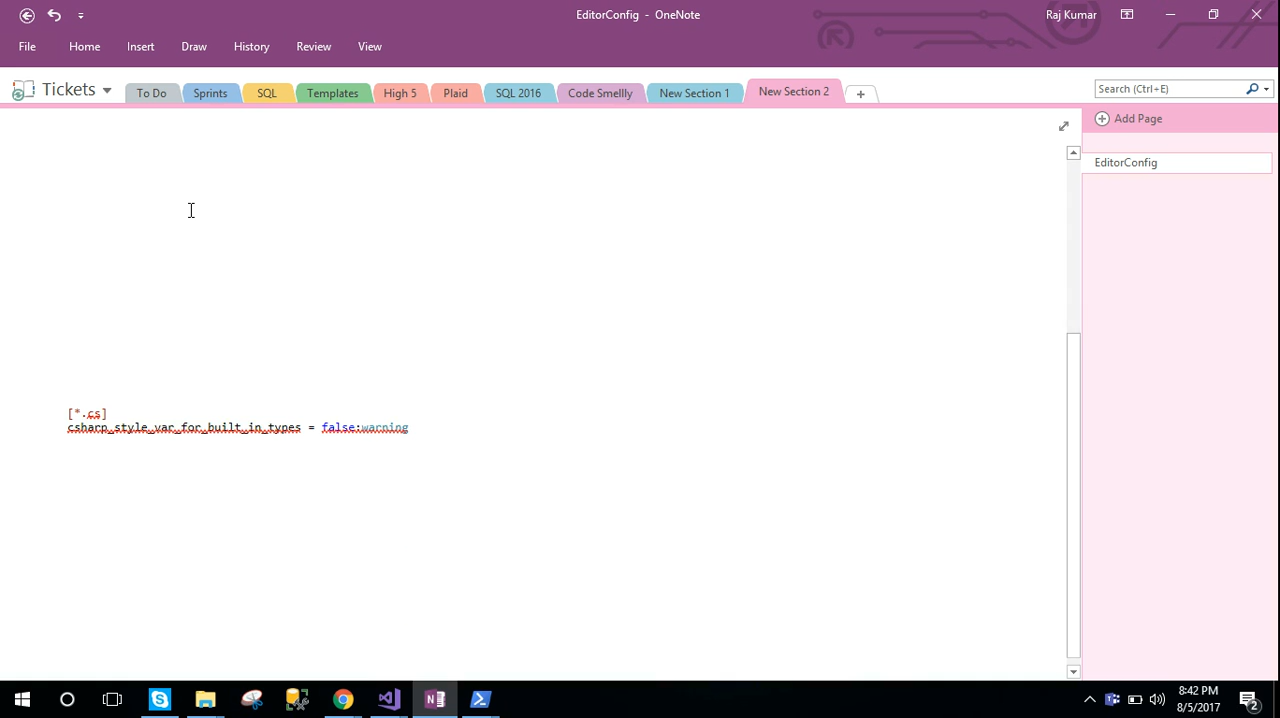 EditorConfig - OneNote
Raj Kumar
File Home Insert Draw History Review View
Tickets To Do Sprints SQL Templates High 5 Plaid SQL 2016 Code Smellly New Section 1 New Section 2 +
Search (Ctrl+E)
Add Page
EditorConfig
[*.cs]
csharp_style_var_for_built_in_types = false:warning
8:42 PM
8/5/2017
2